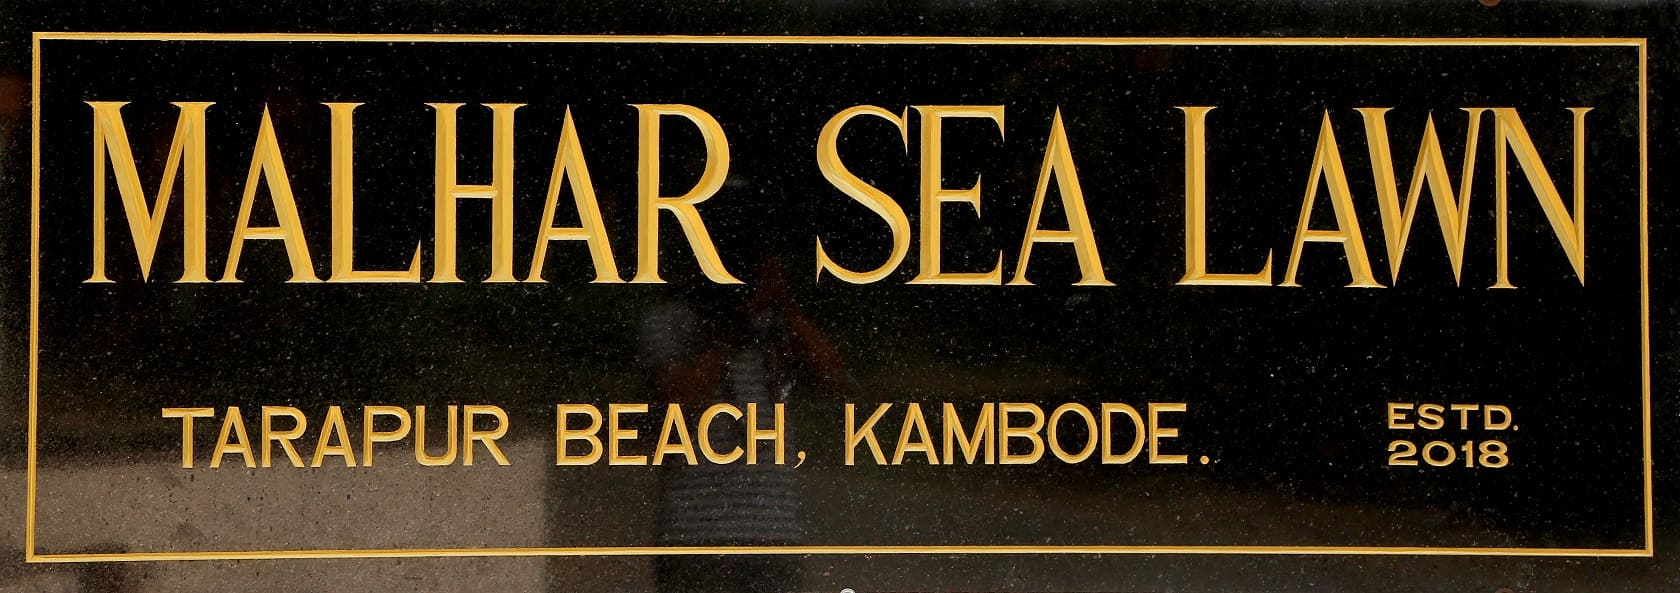 MALHAR SEA LAWN
TARAPUR BEACH, KAMBODE.
ESTD.
2018